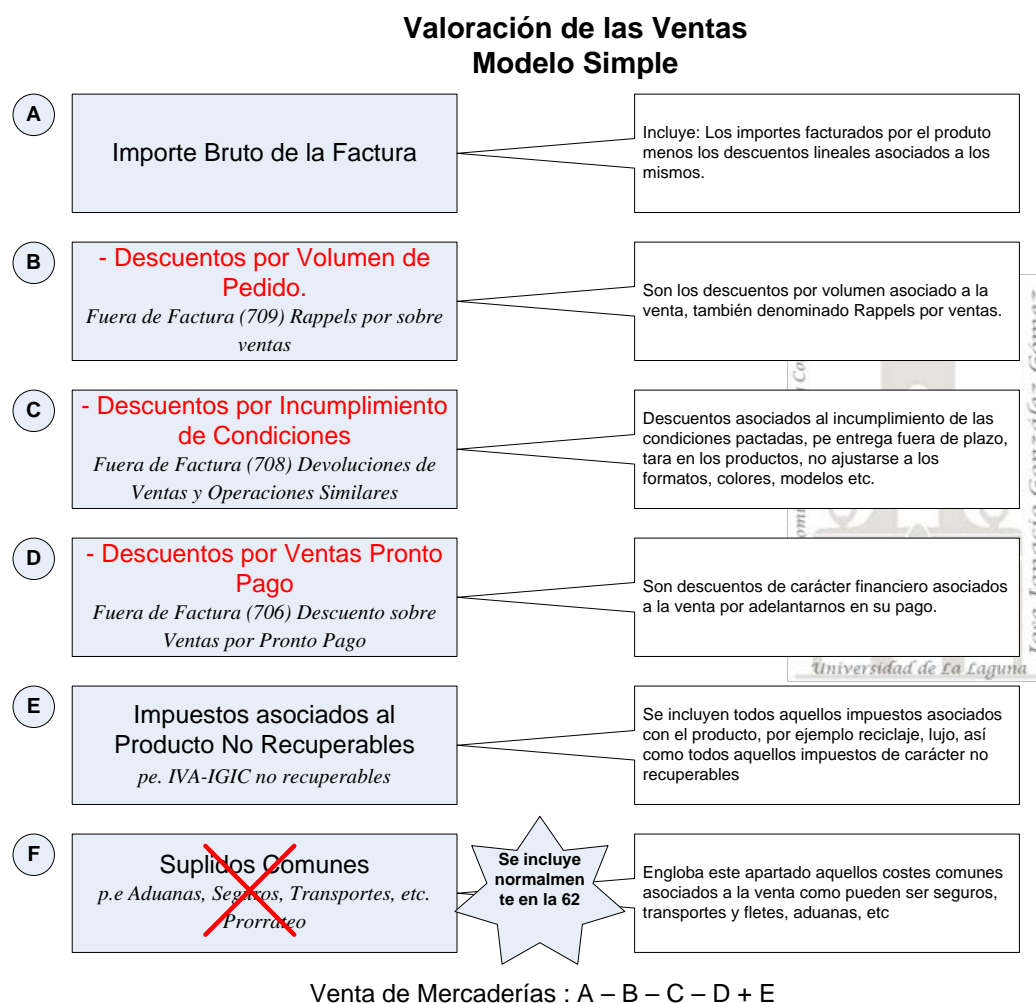 Valoración de las Ventas
Modelo Simple
A
Importe Bruto de la Factura
Incluye: Los importes facturados por el produto
menos los descuentos lineales asociados a los
mismos.
B
- Descuentos por Volumen de
Pedido.
Fuera de Factura (709) Rappels por sobre
ventas
Son los descuentos por volumen asociado a la
venta, también denominado Rappels por ventas.
C
- Descuentos por Incumplimiento
de Condiciones
Fuera de Factura (708) Devoluciones de
Ventas y Operaciones Similares
Descuentos asociados al incumplimiento de las
condiciones pactadas, pe entrega fuera de plazo,
tara en los productos, no ajustarse a los
formatos, colores, modelos etc.
D
- Descuentos por Ventas Pronto
Pago
Fuera de Factura (706) Descuento sobre
Ventas por Pronto Pago
Son descuentos de carácter financiero asociados
a la venta por adelantarnos en su pago.
Universidad de La Laguna
E
Impuestos asociados al
Producto No Recuperables
pe. IVA-IGIC no recuperables
Se incluyen todos aquellos impuestos asociados
con el producto, por ejemplo reciclaje, lujo, así
como todos aquellos impuestos de carácter no
recuperables
F
Suplidos Comunes
p.e Aduanas, Seguros, Transportes, etc.
Prorrateo
Se incluye
normalmen
te en la 62
Engloba este apartado aquellos costes comunes
asociados a la venta como pueden ser seguros,
transportes y fletes, aduanas, etc
Venta de Mercaderías : A – B – C – D + E